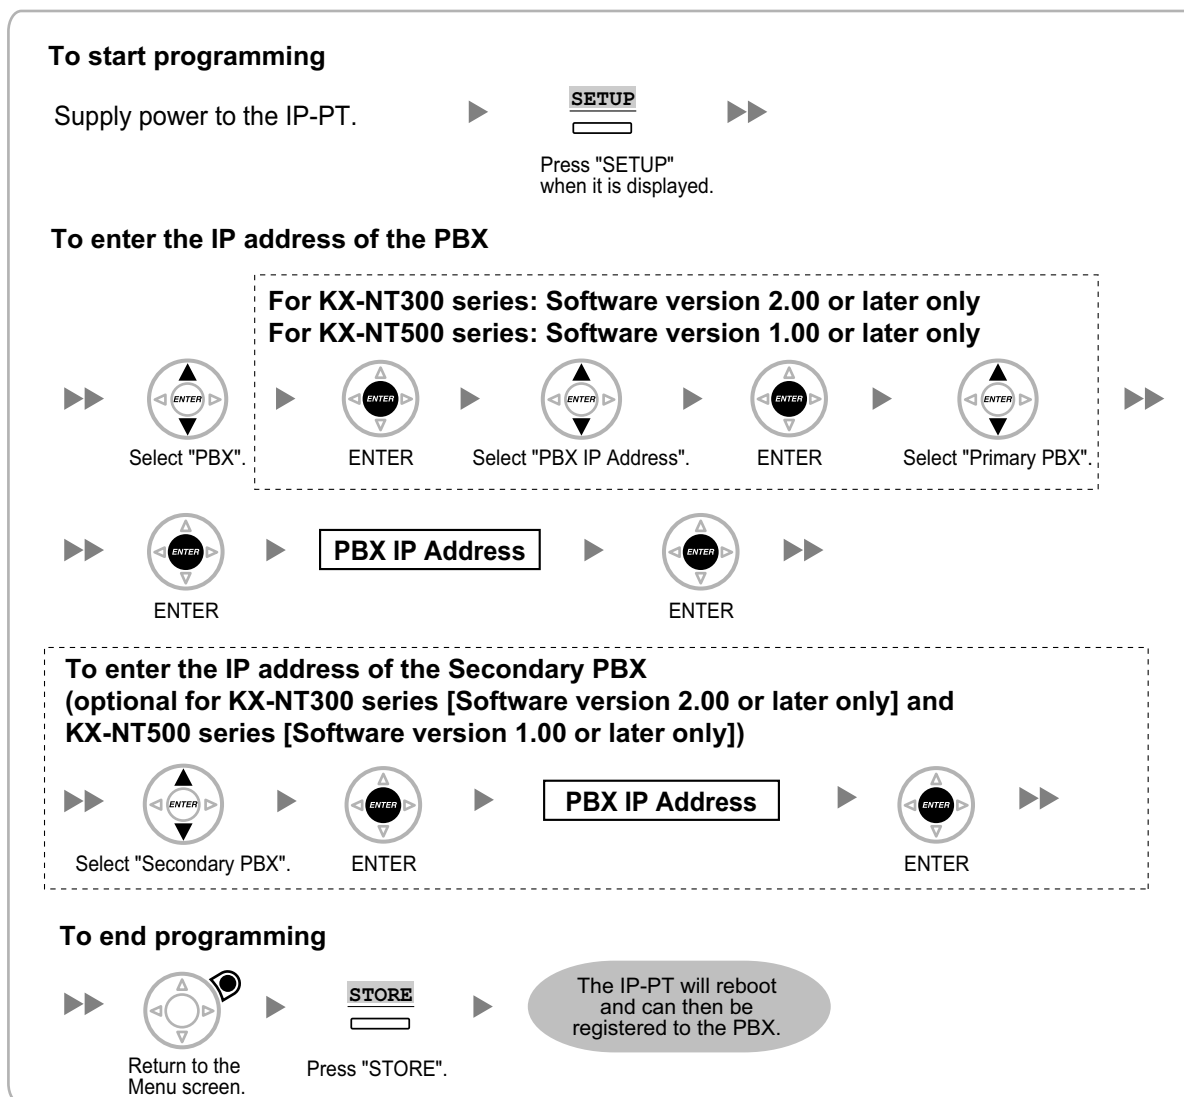 To start programming
Supply power to the IP-PT.
SETUP
Press "SETUP"
when it is displayed.
To enter the IP address of the PBX
For KX-NT300 series: Software version 2.00 or later only
For KX-NT500 series: Software version 1.00 or later only
ENTER ENTER ENTER ENTER ENTER
Select "PBX". ENTER Select "PBX IP Address". ENTER Select "Primary PBX".
ENTER PBX IP Address ENTER
ENTER ENTER
To enter the IP address of the Secondary PBX
(optional for KX-NT300 series [Software version 2.00 or later only] and
KX-NT500 series [Software version 1.00 or later only])
ENTER ENTER PBX IP Address ENTER
Select "Secondary PBX". ENTER ENTER
To end programming
STORE
Return to the
Menu screen.
Press "STORE".
The IP-PT will reboot
and can then be
registered to the PBX.